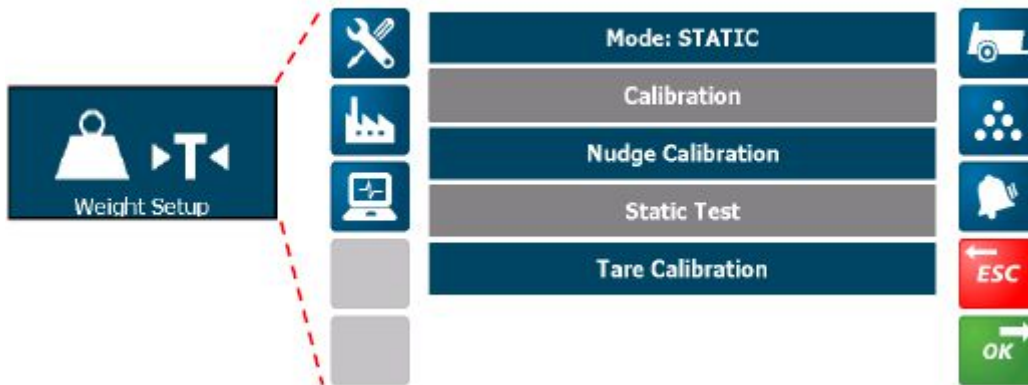 Weight Setup
Mode: STATIC
Calibration
Nudge Calibration
Static Test
Tare Calibration
ESC
OK